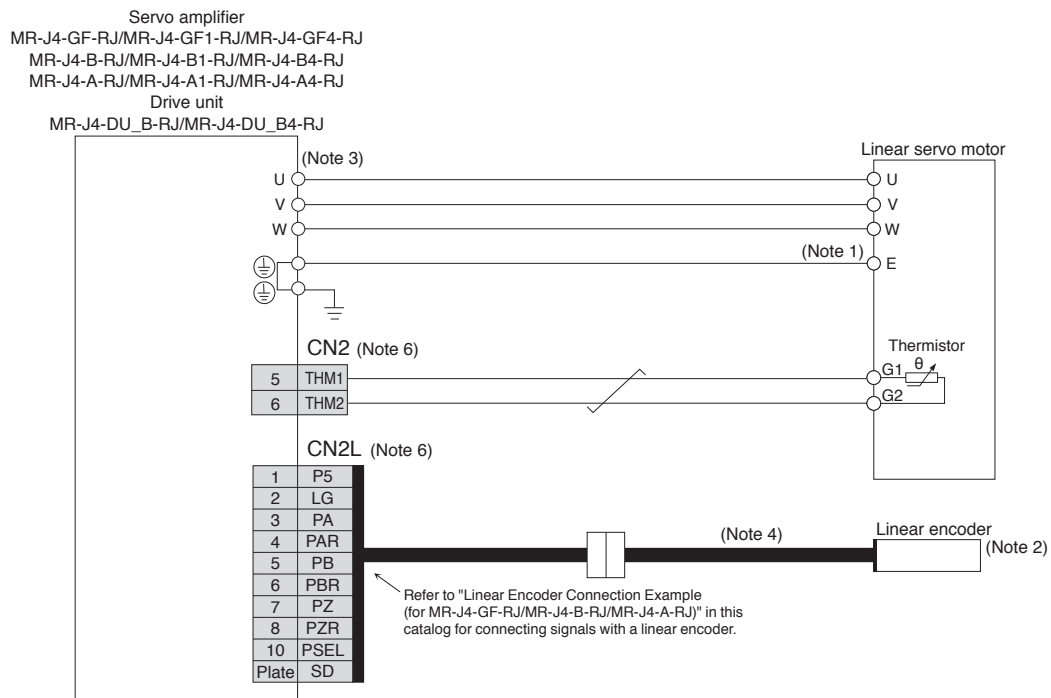 Servo amplifier
MR-J4-GF-RJ/MR-J4-GF1-RJ/MR-J4-GF4-RJ
MR-J4-B-RJ/MR-J4-B1-RJ/MR-J4-B4-RJ
MR-J4-A-RJ/MR-J4-A1-RJ/MR-J4-A4-RJ
Drive unit
MR-J4-DU_B-RJ/MR-J4-DU_B4-RJ
(Note 3)
Linear servo motor
U
U
V
V
W
W
(Note 1)
E
CN2 (Note 6)
Thermistor
θ
5 THM1
G1
6 THM2
G2
CN2L (Note 6)
1 P5
2 LG
3 PA
4 PAR
5 PB
6 PBR
7 PZ
8 PZR
10 PSEL
Plate SD
(Note 4)
Linear encoder
(Note 2)
Refer to "Linear Encoder Connection Example
(for MR-J4-GF-RJ/MR-J4-B-RJ/MR-J4-A-RJ)" in this
catalog for connecting signals with a linear encoder.